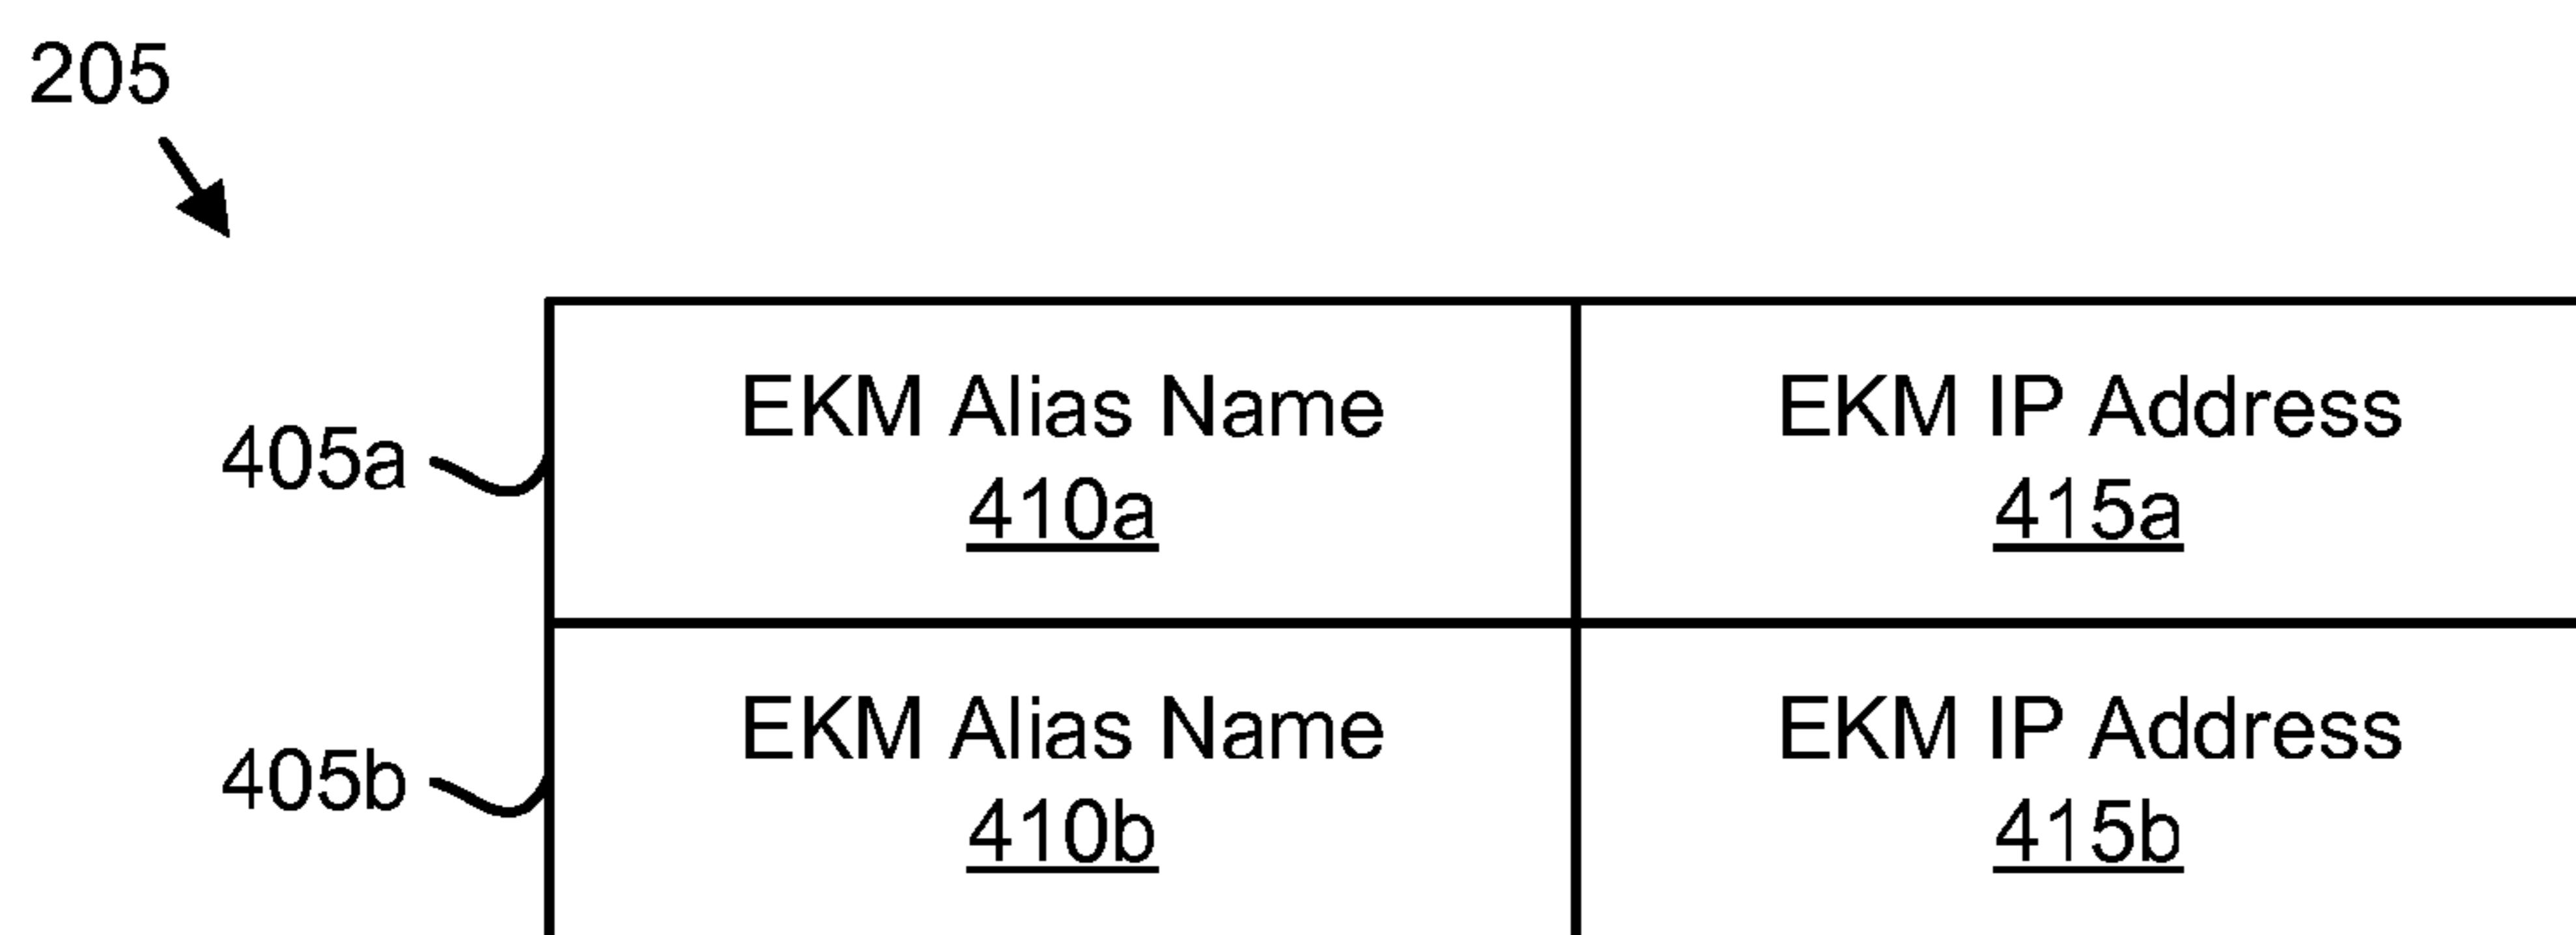 205
405a
EKM Alias Name
410a
EKM IP Address
415a
405b
EKM Alias Name
410b
EKM IP Address
415b